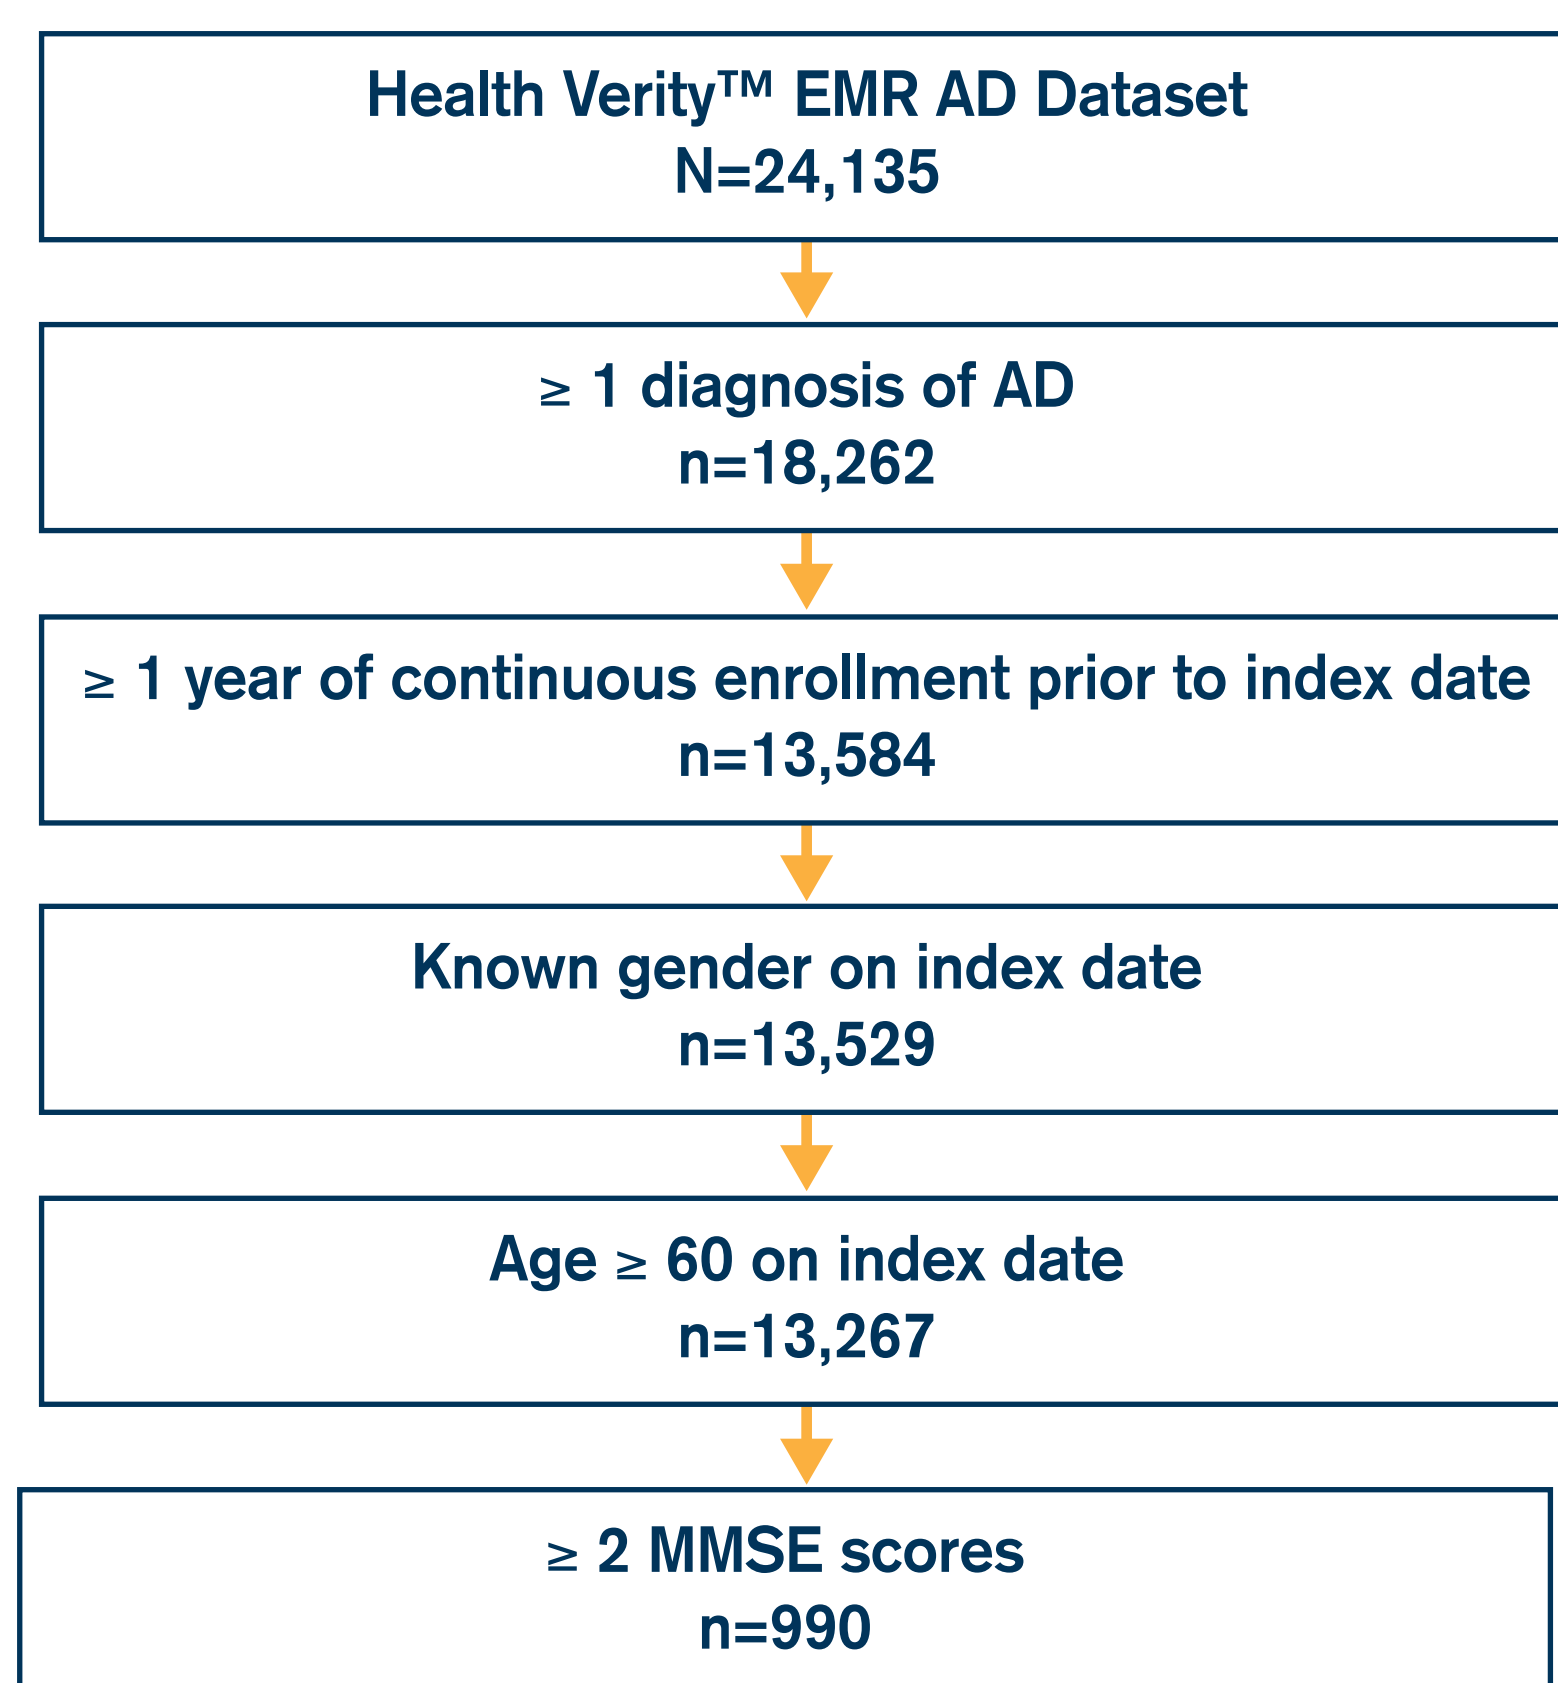 Health Verity™ EMR AD Dataset
N=24,135
≥ 1 diagnosis of AD
n=18,262
≥ 1 year of continuous enrollment prior to index date
n=13,584
Known gender on index date
n=13,529
Age ≥ 60 on index date
n=13,267
≥ 2 MMSE scores
n=990